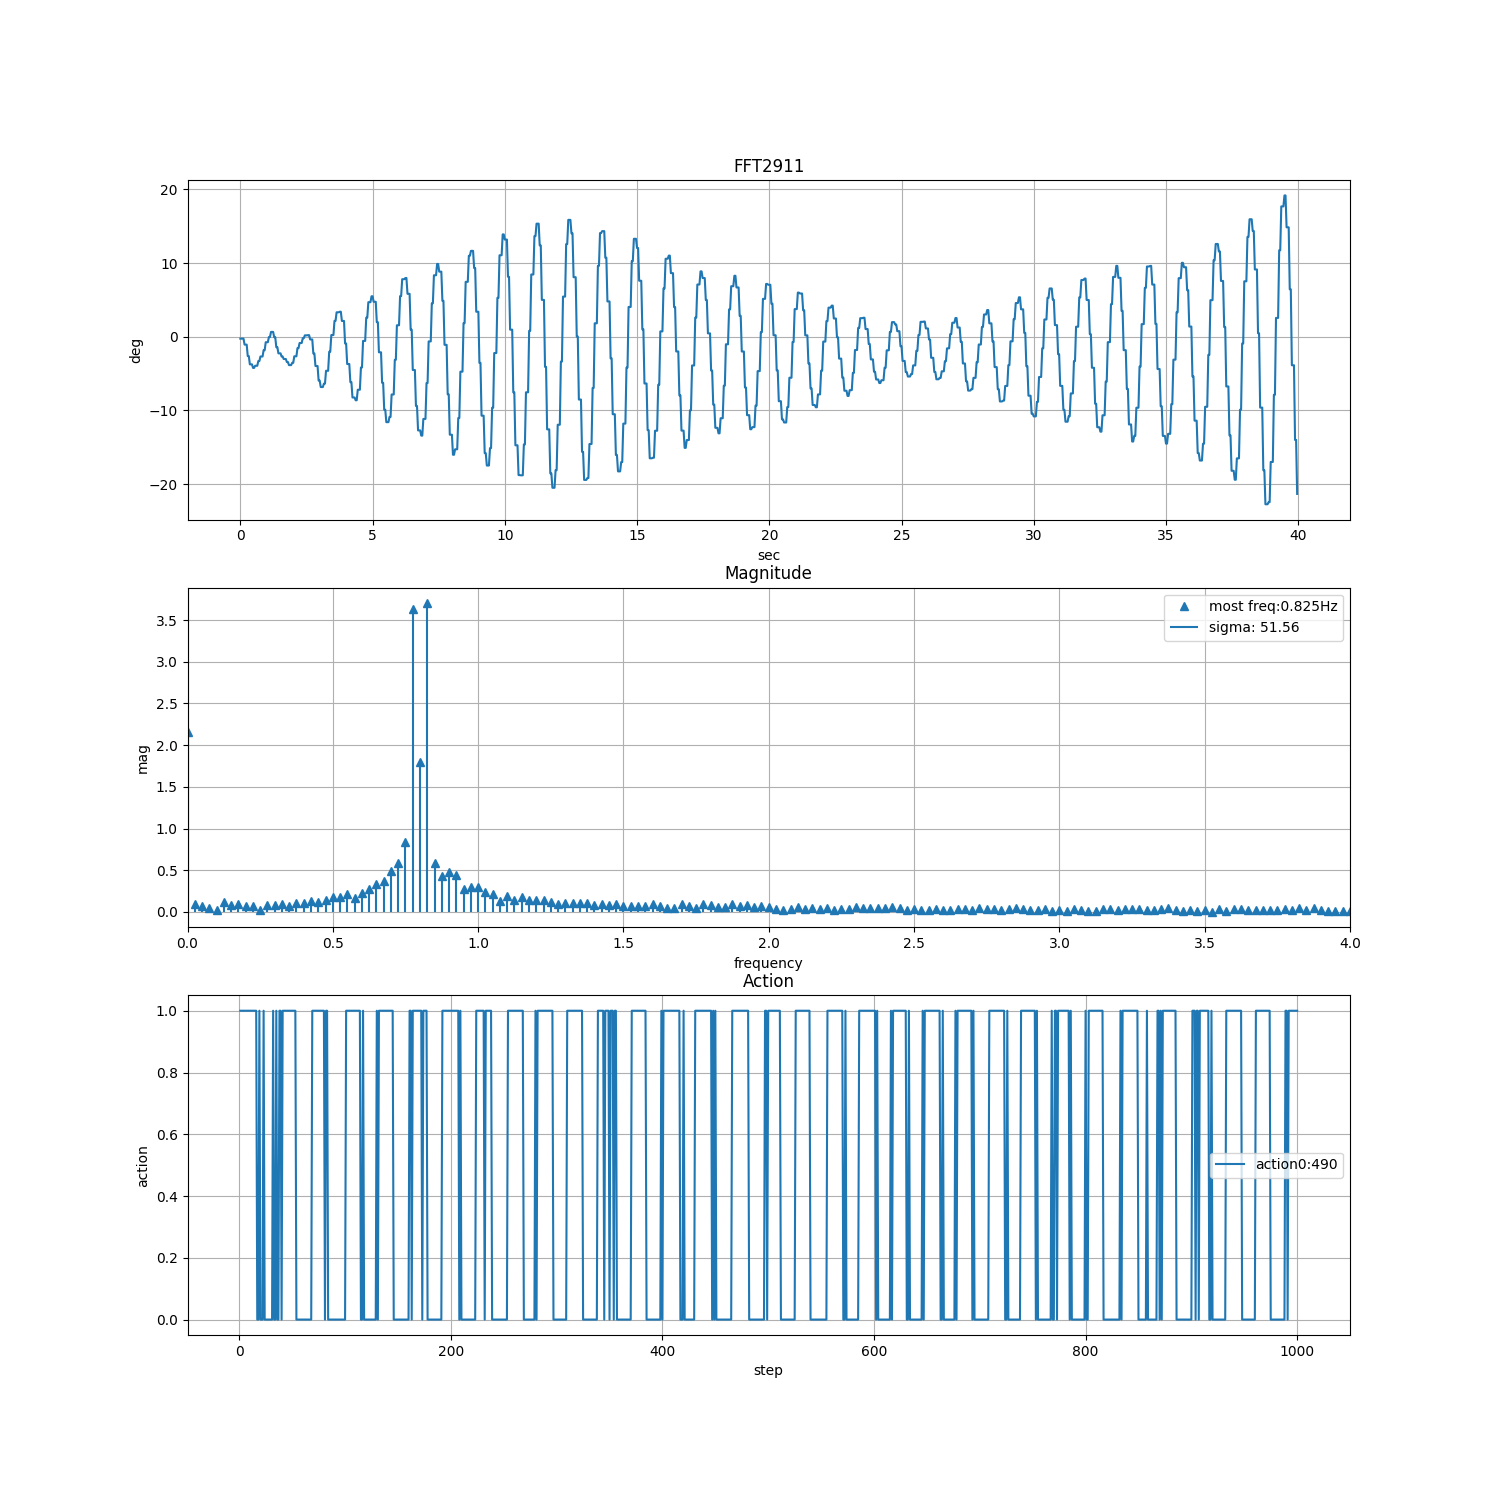 FFT2911
20
10
0
−10
−20
deg
0 5 10 15 20 25 30 35 40
sec
Magnitude
most freq:0.825Hz
sigma: 51.56
3.5
3.0
2.5
2.0
1.5
1.0
0.5
0.0
mag
0.0 0.5 1.0 1.5 2.0 2.5 3.0 3.5 4.0
frequency
Action
1.0
0.8
0.6
0.4
0.2
0.0
action
action0:490
0 200 400 600 800 1000
step